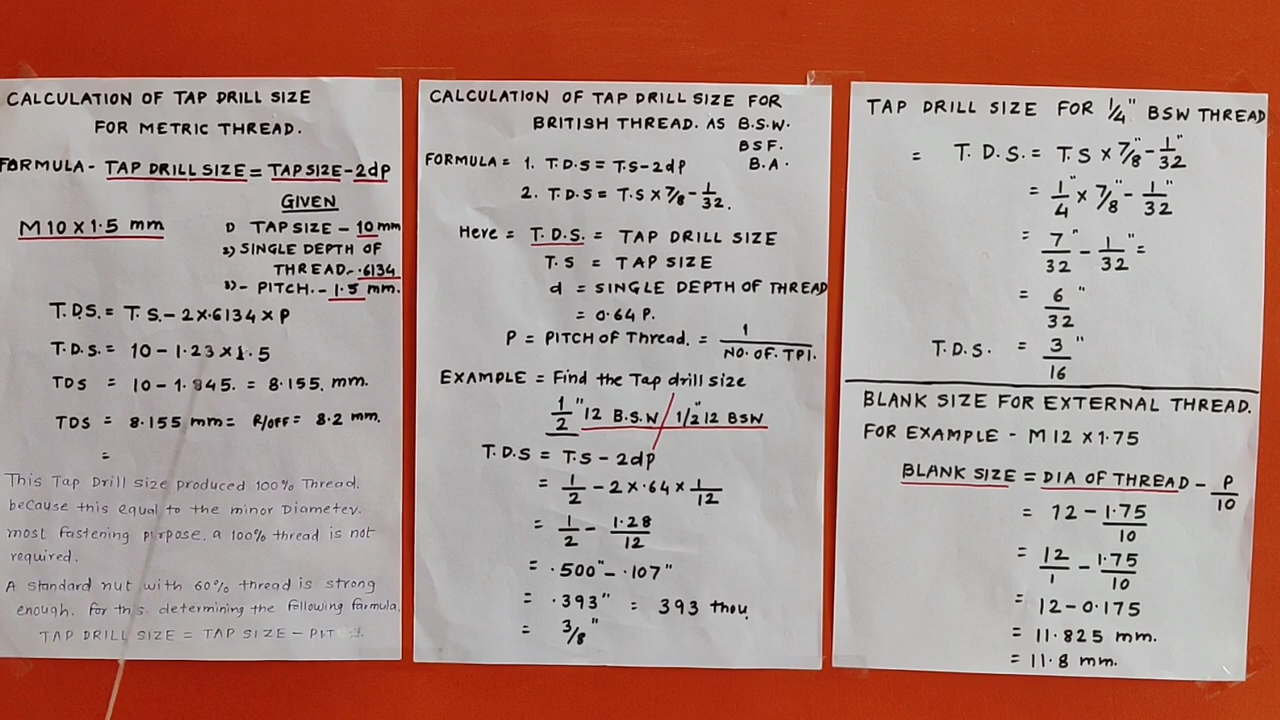 CALCULATION OF TAP DRILL SIZE
FOR METRIC THREAD.
FORMULA - TAP DRILL SIZE = TAP SIZE - 2dP
GIVEN
M 10 X 1.5 mm
1) TAP SIZE - 10 mm
2) SINGLE DEPTH OF
THREAD - .6134
3) - PITCH. - 1.5 mm.
T.D.S. = T.S. - 2 X .6134 X P
T.D.S. = 10 - 1.23 X 1.5
TDS = 10 - 1.845. = 8.155. mm.
TDS = 8.155 mm = R/OFF = 8.2 mm.
=
This Tap Drill size produced 100% Thread.
because this equal to the minor Diameter.
most fastening purpose. a 100% thread is not
required.
A standard nut with 60% thread is strong
enough. for this determining the following farmula.
TAP DRILL SIZE = TAP SIZE -
CALCULATION OF TAP DRILL SIZE FOR
BRITISH THREAD. AS B.S.W.
BSF.
B.A.
FORMULA = 1. T.D.S = T.S - 2dP
2. T.D.S = T.S X 7/8 - 1/32.
Here = T.D.S. = TAP DRILL SIZE
T.S = TAP SIZE
d = SINGLE DEPTH OF THREAD
= 0.64 P.
P = PITCH OF Thread. = 1/NO. OF. TPI.
EXAMPLE = Find the Tap drill size
1/2" 12 B.S.W / 1/2" 12 BSW
T.D.S = T.S - 2dP
= 1/2 - 2 X .64 X 1/12
= 1/2 - 1.28/12
= .500" - .107"
= .393" = 393 thou.
= 3/8"
TAP DRILL SIZE FOR 1/4" BSW THREAD
= T.D.S. = T.S X 7/8" - 1/32"
= 1/4" X 7/8" - 1/32"
= 7/32" - 1/32" =
= 6/32"
T.D.S. = 3/16"
BLANK SIZE FOR EXTERNAL THREAD.
FOR EXAMPLE - M 12 X 1.75
BLANK SIZE = DIA OF THREAD - P/10
= 12 - 1.75/10
= 12/1 - 1.75/10
= 12 - 0.175
= 11.825 mm.
= 11.8 mm.